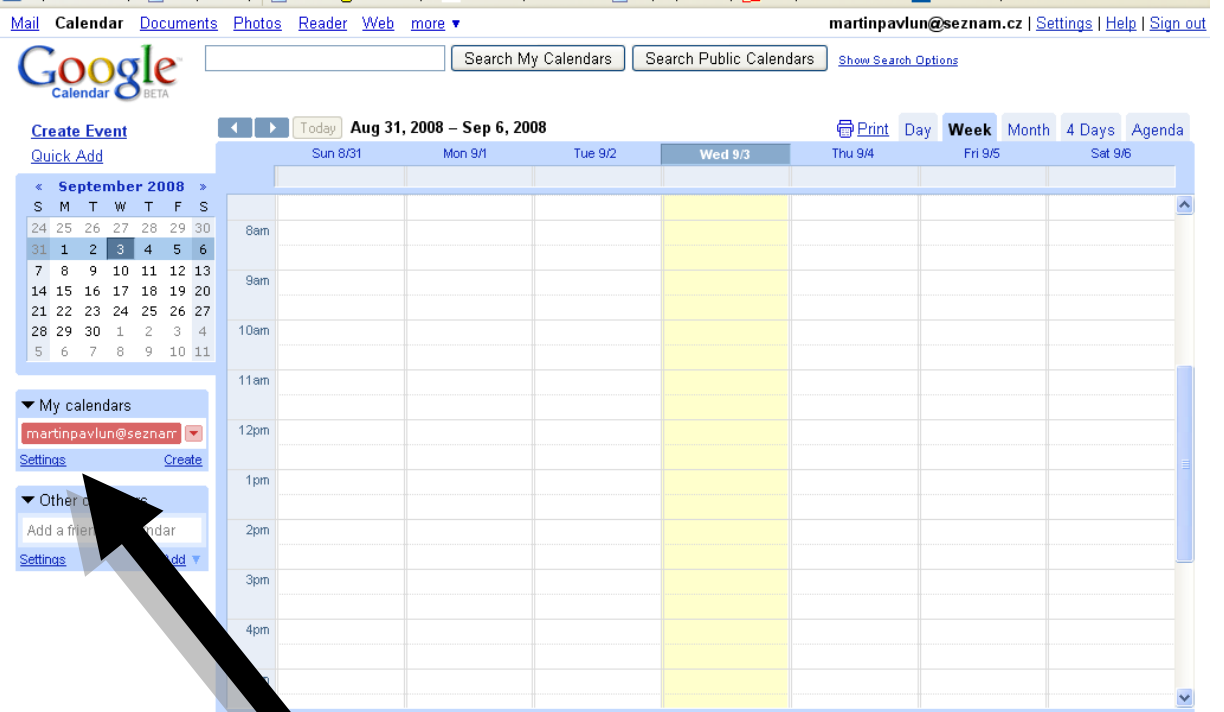 Mail Calendar Documents Photos Reader Web more ▼ martinpavlun@seznam.cz | Settings | Help | Sign out
Google Calendar BETA
Search My Calendars Search Public Calendars Show Search Options
Create Event
Quick Add
Today Aug 31, 2008 – Sep 6, 2008 Print Day Week Month 4 Days Agenda
Sun 8/31 Mon 9/1 Tue 9/2 Wed 9/3 Thu 9/4 Fri 9/5 Sat 9/6
« September 2008 »
S M T W T F S
24 25 26 27 28 29 30
31 1 2 3 4 5 6
7 8 9 10 11 12 13
14 15 16 17 18 19 20
21 22 23 24 25 26 27
28 29 30 1 2 3 4
5 6 7 8 9 10 11
▼ My calendars
martinpavlun@seznam
Settings Create
▼ Other
Add a
Settings Add ▼
8am
9am
10am
11am
12pm
1pm
2pm
3pm
4pm